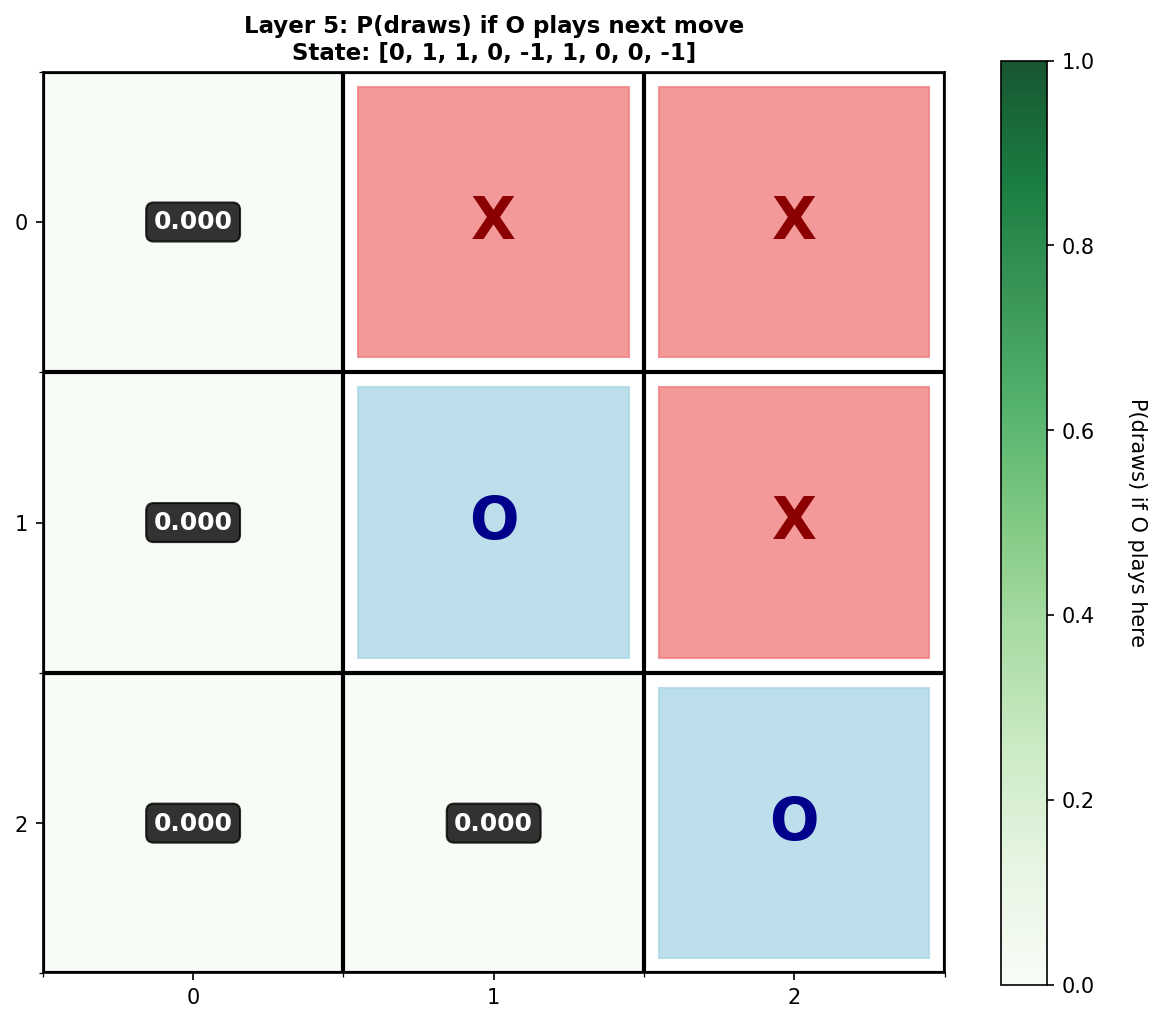 Layer 5: P(draws) if O plays next move
State: [0, 1, 1, 0, -1, 1, 0, 0, -1]
0.000 X X
0.000 O X
0.000 0.000 O
0
1
2
0 1 2
1.0
0.8
0.6
0.4
0.2
0.0
P(draws) if O plays here